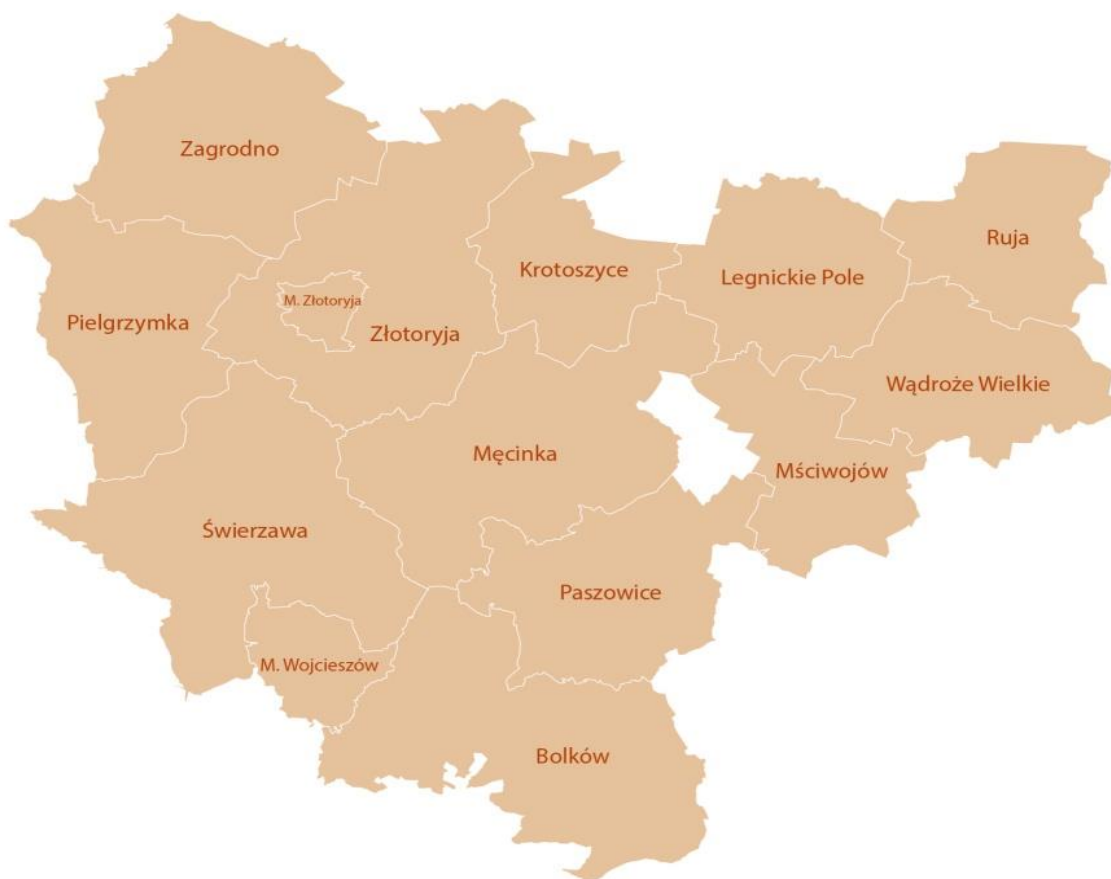 Zagrodno
Ruja
Krotoszyce
Legnickie Pole
M. Złotoryja
Pielgrzymka
Złotoryja
Wądroże Wielkie
Męcinka
Mściwojów
Świerzawa
Paszowice
M. Wojcieszów
Bolków